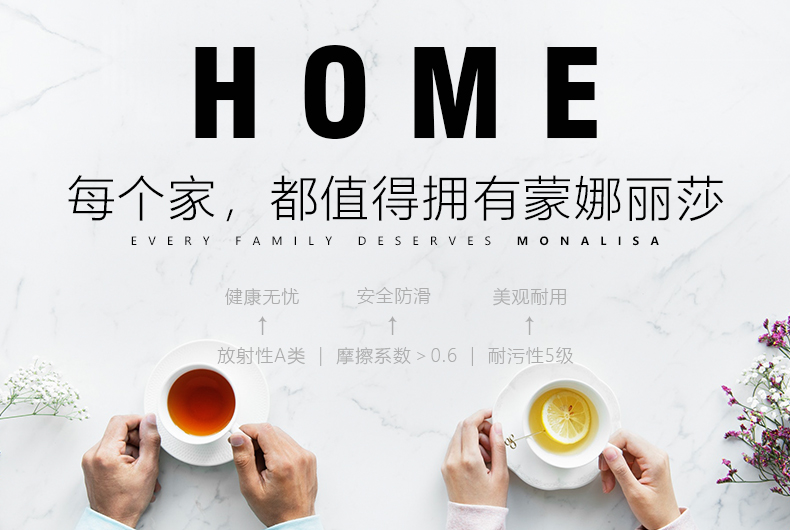 HOME
每个家，都值得拥有蒙娜丽莎
EVERY FAMILY DESERVES MONALISA
健康无忧 安全防滑 美观耐用
↑ ↑ ↑
放射性A类 | 摩擦系数＞0.6 | 耐污性5级